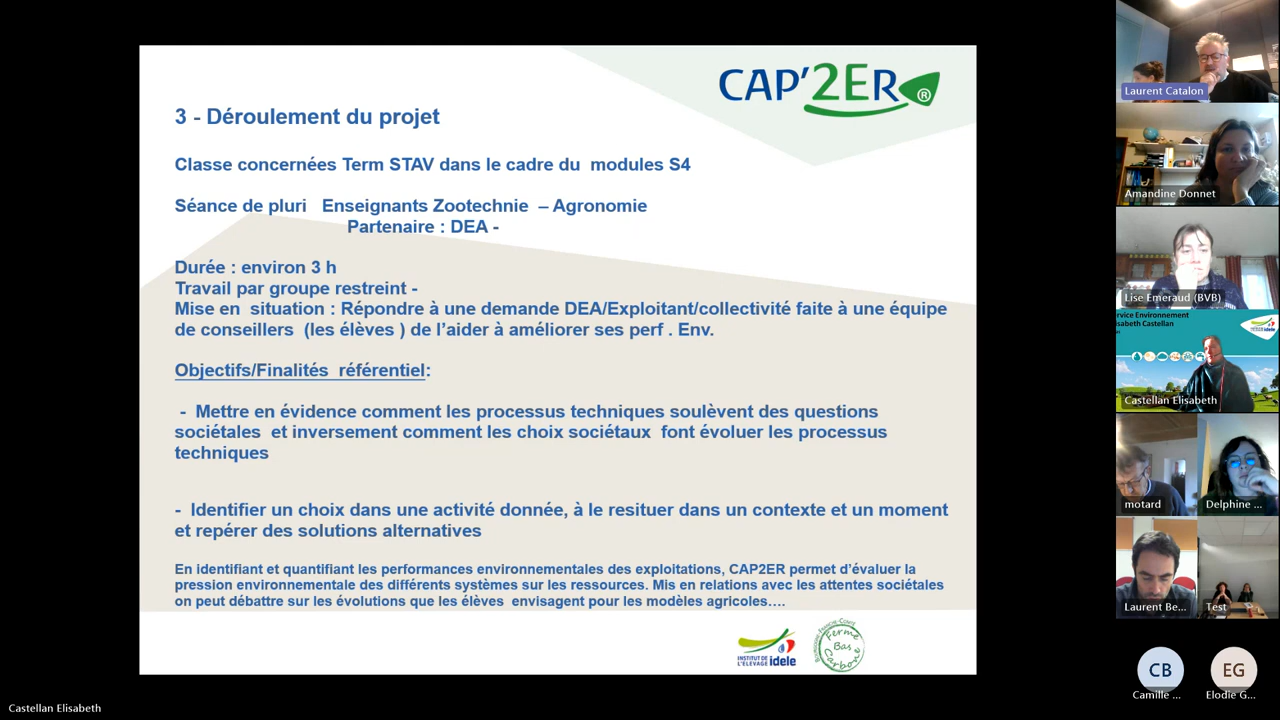 CAP'2ER®
3 - Déroulement du projet
Classe concernées Term STAV dans le cadre du modules S4
Séance de pluri Enseignants Zootechnie – Agronomie
Partenaire : DEA -
Durée : environ 3 h
Travail par groupe restreint -
Mise en situation : Répondre à une demande DEA/Exploitant/collectivité faite à une équipe
de conseillers (les élèves ) de l'aider à améliorer ses perf . Env.
Objectifs/Finalités référentiel:
- Mettre en évidence comment les processus techniques soulèvent des questions
sociétales et inversement comment les choix sociétaux font évoluer les processus
techniques
- Identifier un choix dans une activité donnée, à le resituer dans un contexte et un moment
et repérer des solutions alternatives
En identifiant et quantifiant les performances environnementales des exploitations, CAP2ER permet d'évaluer la
pression environnementale des différents systèmes sur les ressources. Mis en relations avec les attentes sociétales
on peut débattre sur les évolutions que les élèves envisagent pour les modèles agricoles….
INSTITUT DE
L'ÉLEVAGE idele
BOURGOGNE-FRANCHE-COMTÉ
Ferme
Bas
Carbone
Laurent Catalon
Amandine Donnet
Lise Emeraud (BVB)
rvice Environnement
lisabeth Castellan
idele
Castellan Elisabeth
motard
Delphine ...
Laurent Be...
Test
CB
EG
Camille ...
Elodie G...
Castellan Elisabeth